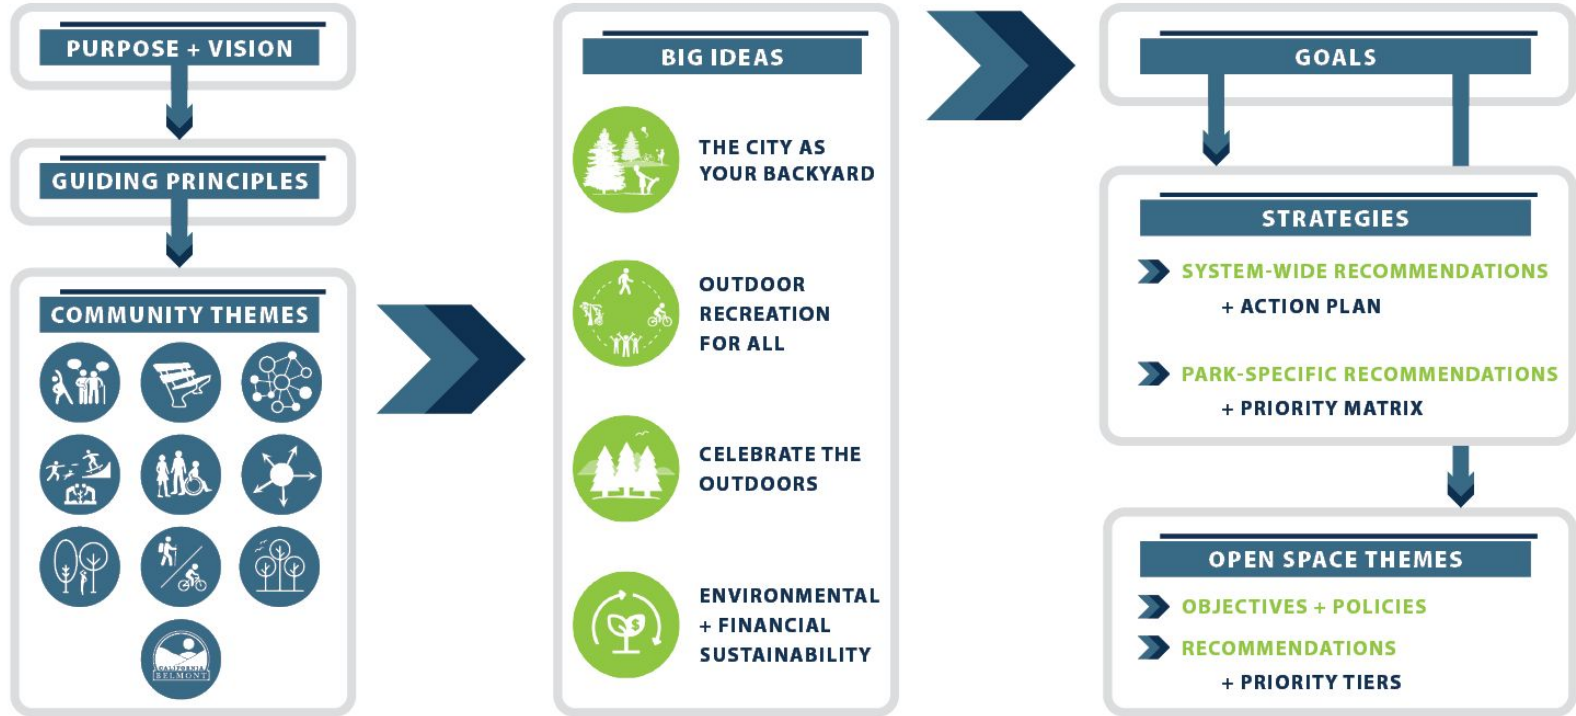 PURPOSE + VISION
GUIDING PRINCIPLES
COMMUNITY THEMES
CALIFORNIA
BELMONT
BIG IDEAS
THE CITY AS
YOUR BACKYARD
OUTDOOR
RECREATION
FOR ALL
CELEBRATE THE
OUTDOORS
$
ENVIRONMENTAL
+ FINANCIAL
SUSTAINABILITY
GOALS
STRATEGIES
SYSTEM-WIDE RECOMMENDATIONS
+ ACTION PLAN
PARK-SPECIFIC RECOMMENDATIONS
+ PRIORITY MATRIX
OPEN SPACE THEMES
OBJECTIVES + POLICIES
RECOMMENDATIONS
+ PRIORITY TIERS